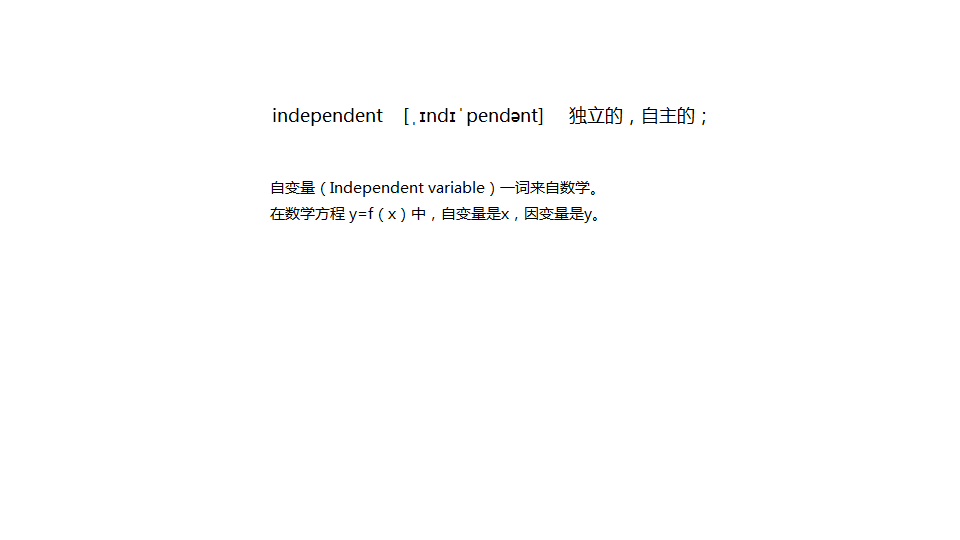 independent [ˌɪndɪˈpendənt] 独立的，自主的；
自变量（Independent variable）一词来自数学。
在数学方程 y=f（x）中，自变量是x，因变量是y。